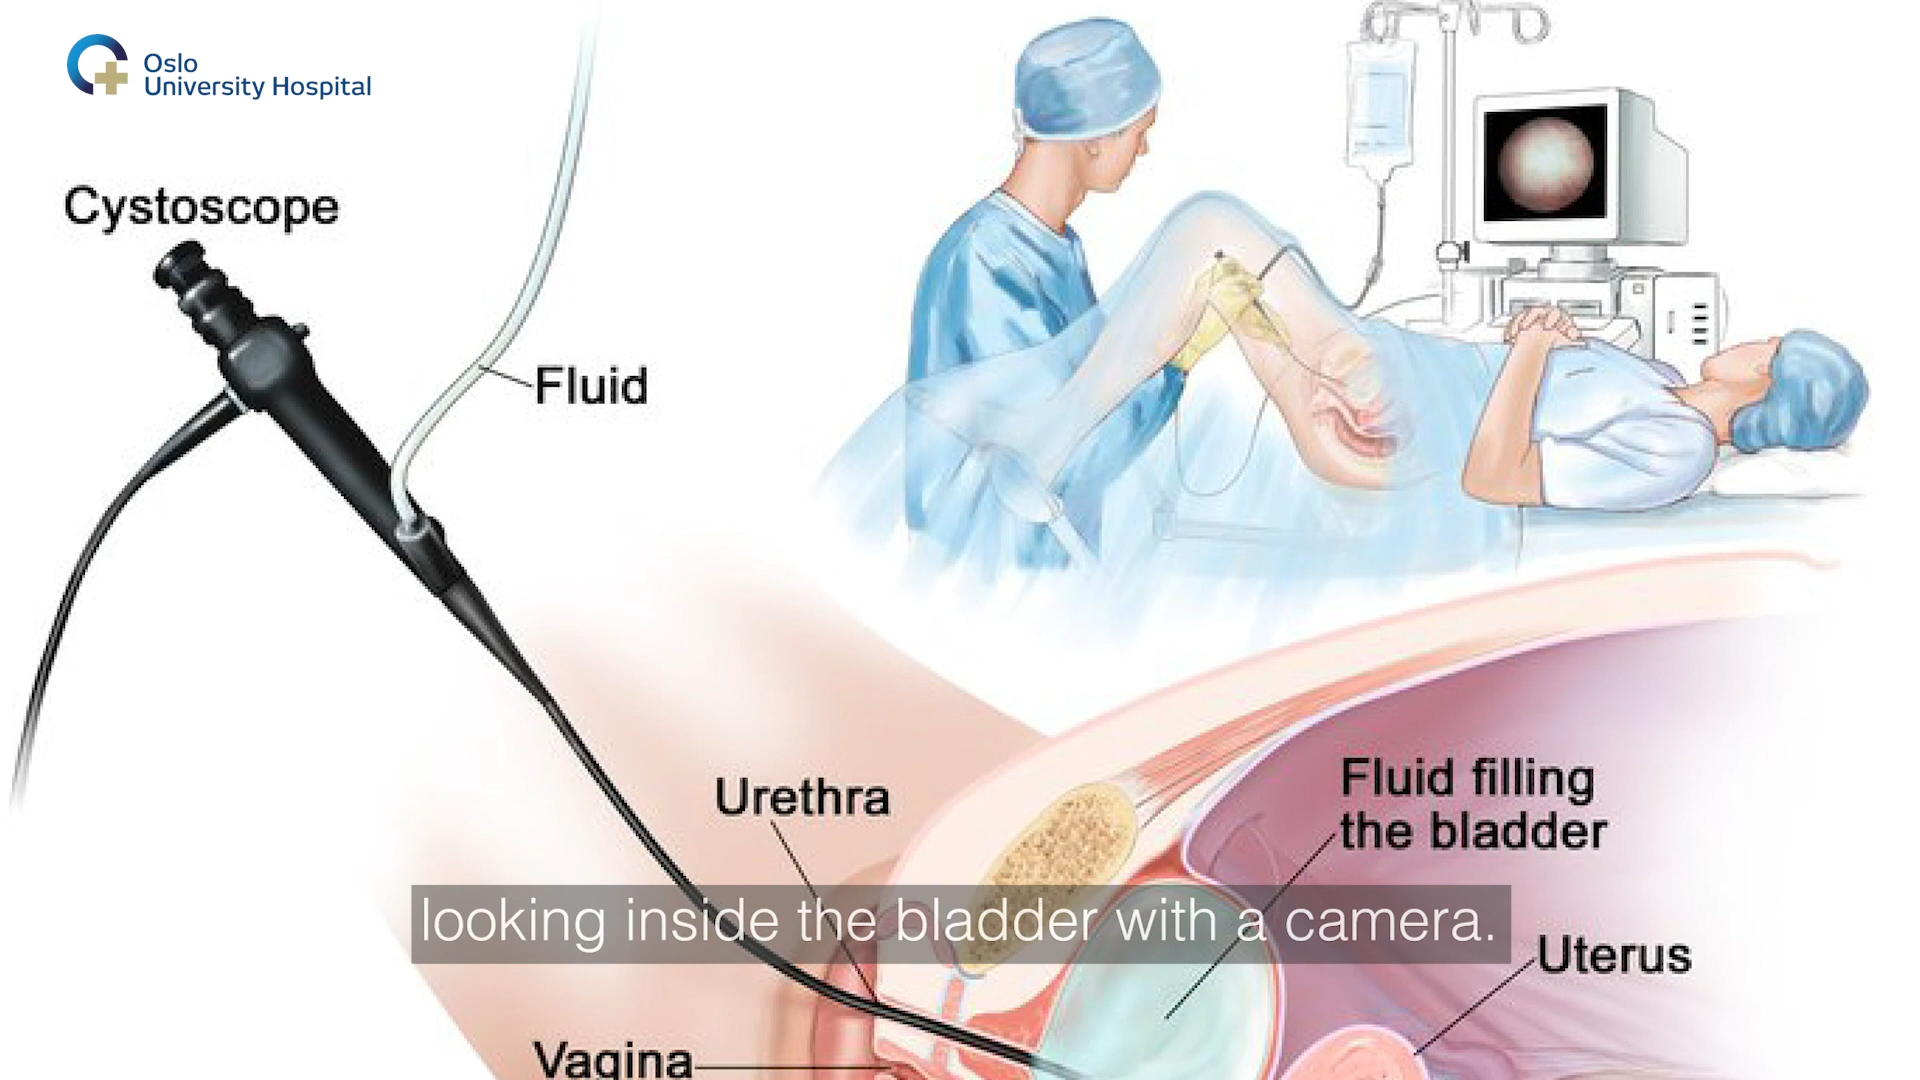 Oslo
University Hospital
Cystoscope
Fluid
Urethra
Fluid filling
the bladder
looking inside the bladder with a camera.
Uterus
Vagina